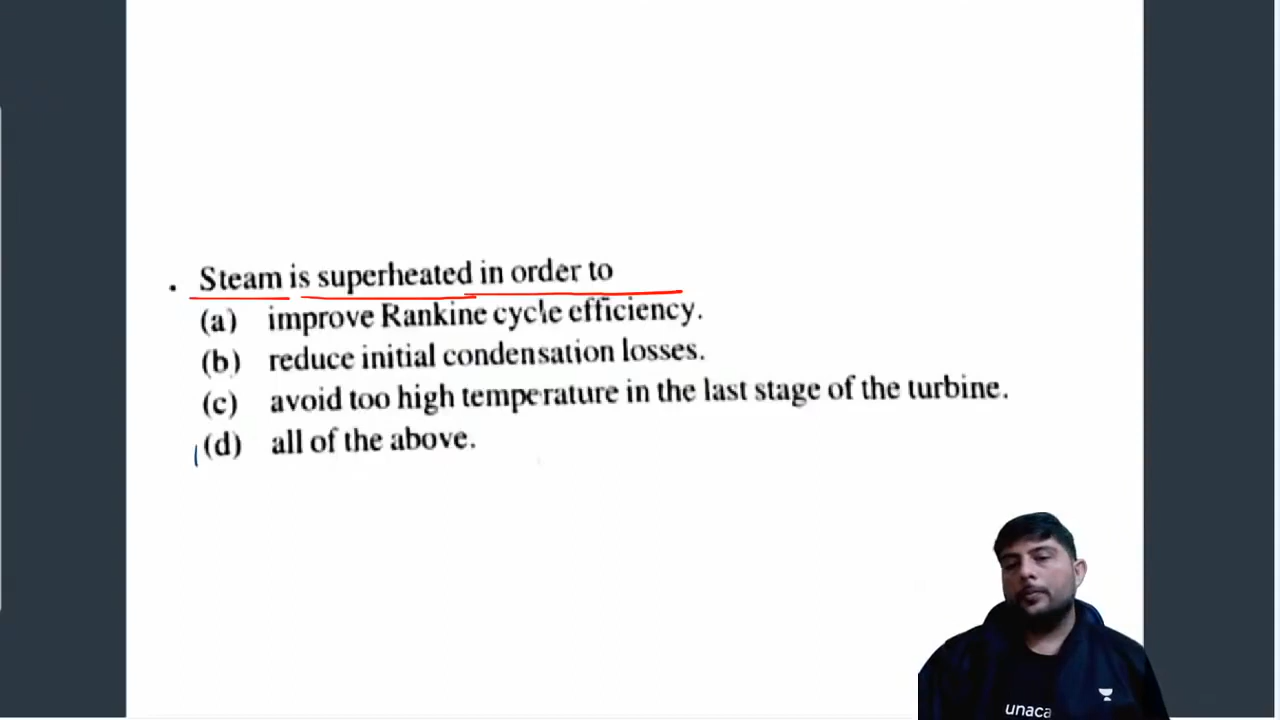 . Steam is superheated in order to
(a) improve Rankine cycle efficiency.
(b) reduce initial condensation losses.
(c) avoid too high temperature in the last stage of the turbine.
(d) all of the above.
unaca